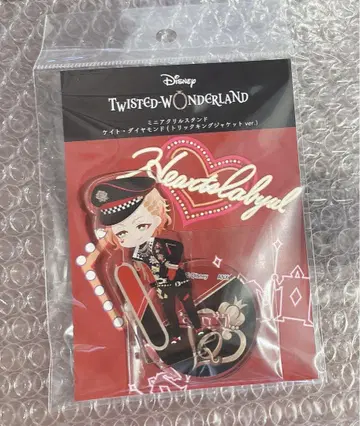 Disney
TWISTED-WONDERLAND
ミニアクリルスタンド
ケイト・ダイヤモンド(トリックキングジャケットver.)
Heartslabyul
©Disney